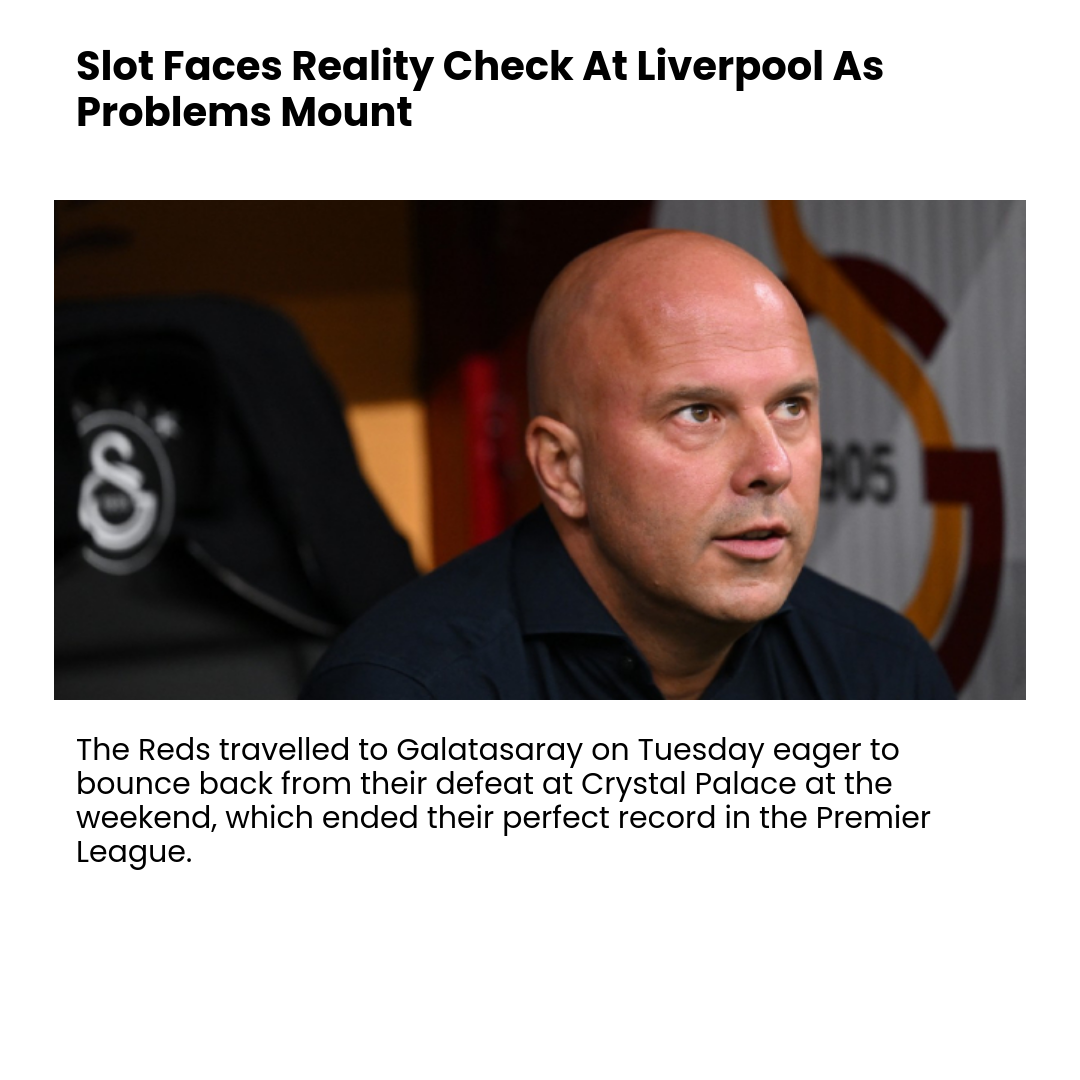 Slot Faces Reality Check At Liverpool As
Problems Mount
905
The Reds travelled to Galatasaray on Tuesday eager to
bounce back from their defeat at Crystal Palace at the
weekend, which ended their perfect record in the Premier
League.